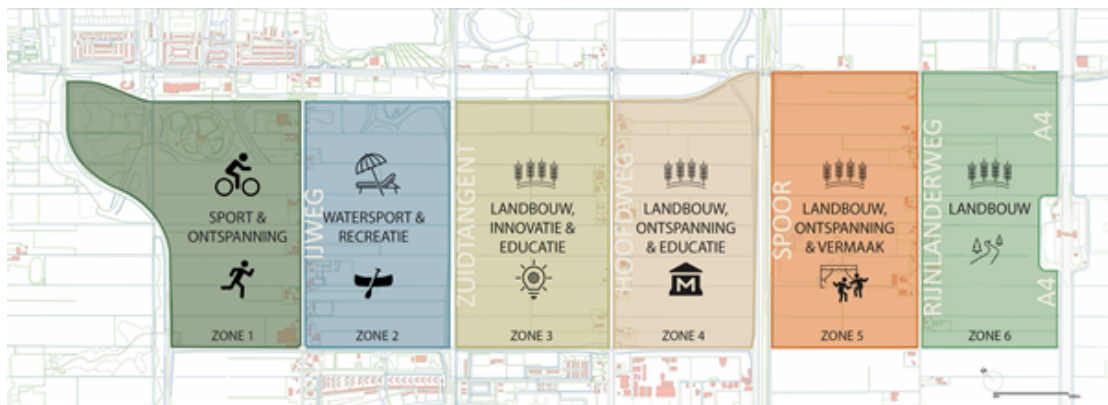 SPORT &
ONTSPANNING
ZONE 1
IJWEG
WATERSPORT &
RECREATIE
ZONE 2
ZUIDTANGENT
LANDBOUW,
INNOVATIE &
EDUCATIE
ZONE 3
HOOFDWEG
LANDBOUW,
ONTSPANNING
& EDUCATIE
M
ZONE 4
SPOOR
LANDBOUW,
ONTSPANNING
& VERMAAK
ZONE 5
RIJNLANDERWEG
LANDBOUW
ZONE 6
A4
A4